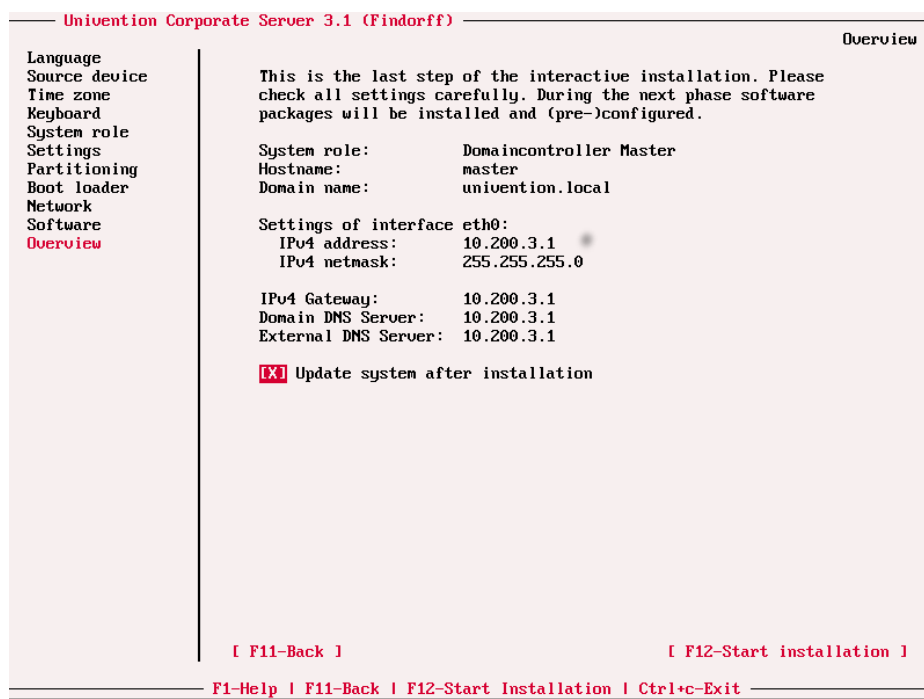 Univention Corporate Server 3.1 (Findorff)
Overview
Language
Source device
Time zone
Keyboard
System role
Settings
Partitioning
Boot loader
Network
Software
Overview
This is the last step of the interactive installation. Please
check all settings carefully. During the next phase software
packages will be installed and (pre-)configured.
System role: Domaincontroller Master
Hostname: master
Domain name: univention.local
Settings of interface eth0:
IPv4 address: 10.200.3.1
IPv4 netmask: 255.255.255.0
IPv4 Gateway: 10.200.3.1
Domain DNS Server: 10.200.3.1
External DNS Server: 10.200.3.1
[X] Update system after installation
[ F11-Back ] [ F12-Start installation ]
F1-Help | F11-Back | F12-Start Installation | Ctrl+c-Exit